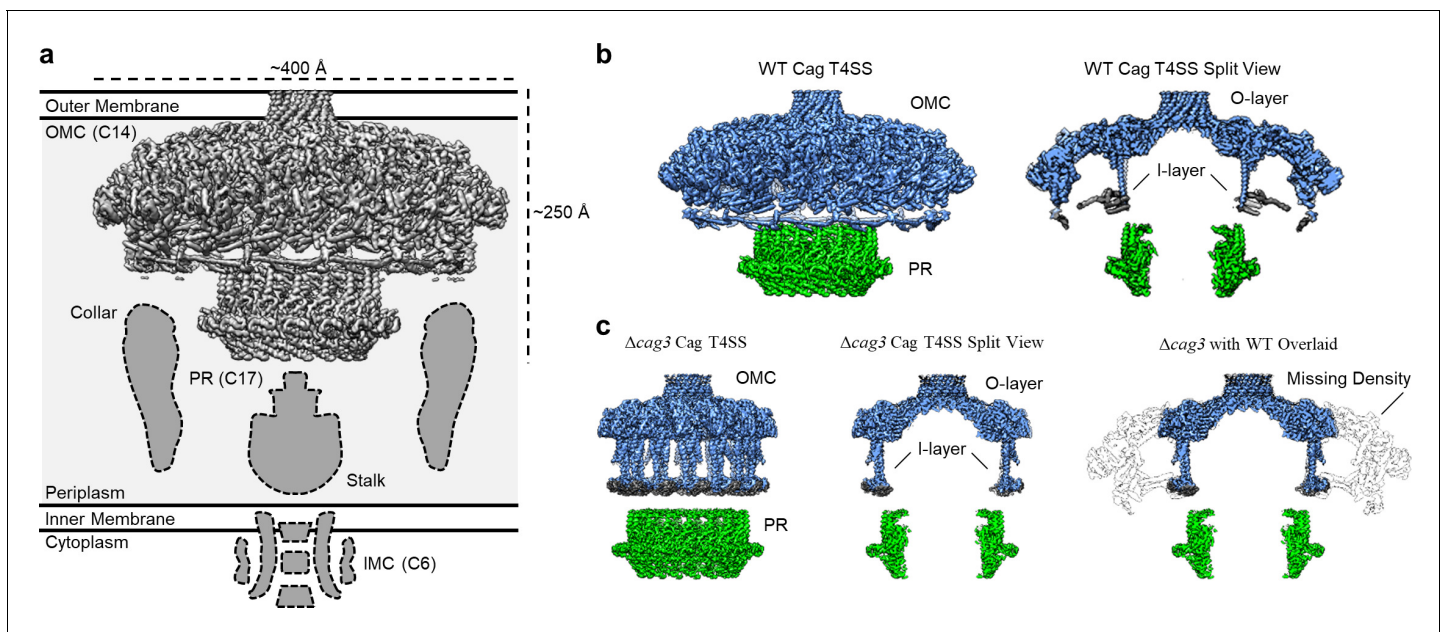 a
~400 Å
Outer Membrane
OMC (C14)
~250 Å
Collar
PR (C17)
Stalk
Periplasm
Inner Membrane
Cytoplasm
IMC (C6)
b
WT Cag T4SS
WT Cag T4SS Split View
OMC
O-layer
I-layer
PR
c
Δcag3 Cag T4SS
Δcag3 Cag T4SS Split View
Δcag3 with WT Overlaid
OMC
O-layer
Missing Density
I-layer
PR